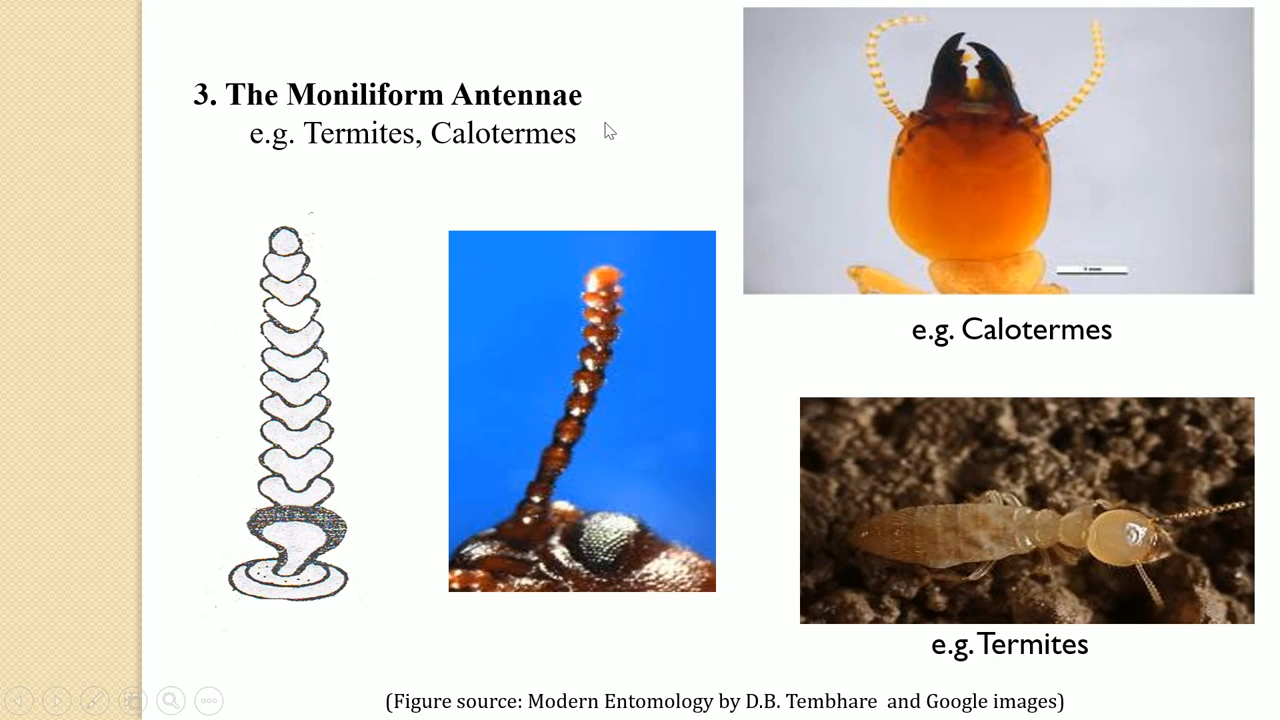 3. The Moniliform Antennae
e.g. Termites, Calotermes
e.g. Calotermes
e.g. Termites
(Figure source: Modern Entomology by D.B. Tembhare and Google images)